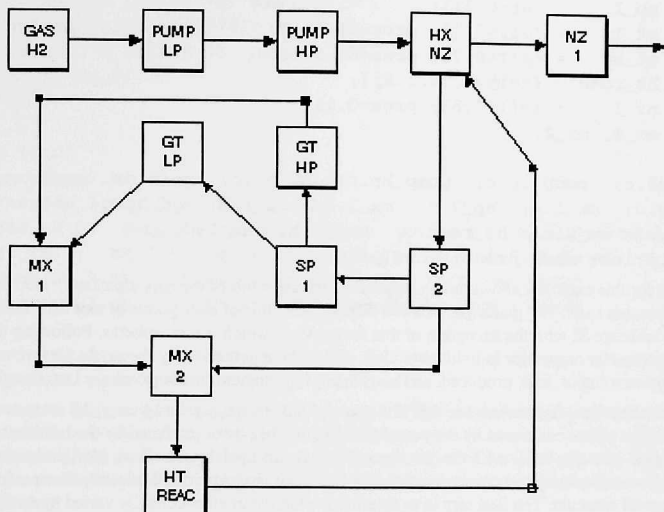 GAS
H2
PUMP
LP
PUMP
HP
HX
NZ
NZ
1
GT
LP
GT
HP
MX
1
SP
1
SP
2
MX
2
HT
REAC